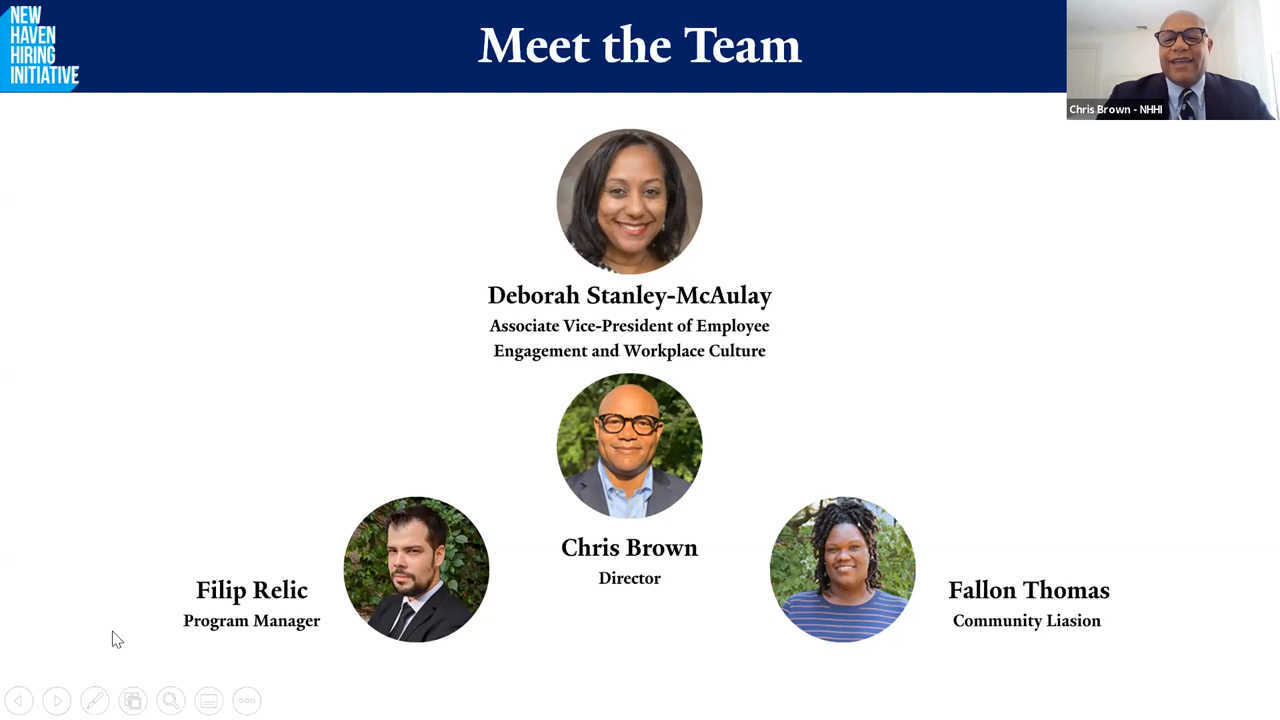 NEW
HAVEN
HIRING
INITIATIVE
Meet the Team
Chris Brown - NHHI
Deborah Stanley-McAulay
Associate Vice-President of Employee
Engagement and Workplace Culture
Chris Brown
Director
Filip Relic
Program Manager
Fallon Thomas
Community Liasion